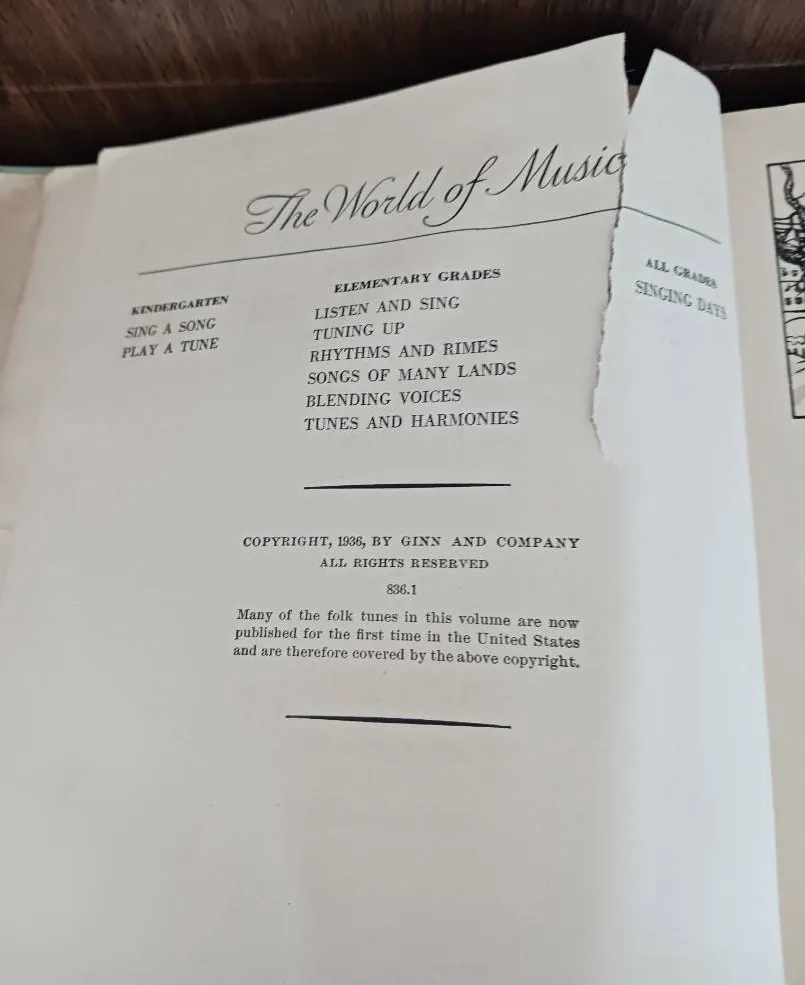 The World of Music
KINDERGARTEN
SING A SONG
PLAY A TUNE
ELEMENTARY GRADES
LISTEN AND SING
TUNING UP
RHYTHMS AND RIMES
SONGS OF MANY LANDS
BLENDING VOICES
TUNES AND HARMONIES
ALL GRADES
SINGING DAYS
COPYRIGHT, 1936, BY GINN AND COMPANY
ALL RIGHTS RESERVED
836.1
Many of the folk tunes in this volume are now
published for the first time in the United States
and are therefore covered by the above copyright.